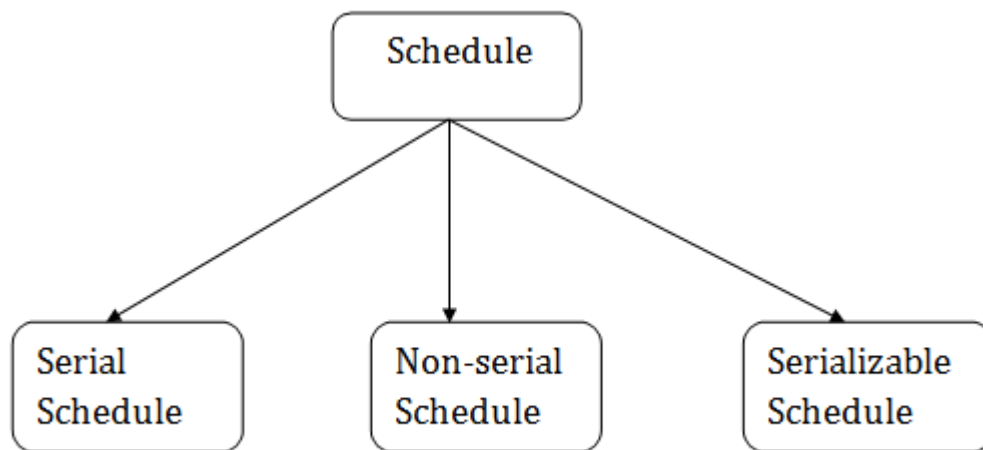 Schedule
Serial
Schedule
Non-serial
Schedule
Serializable
Schedule